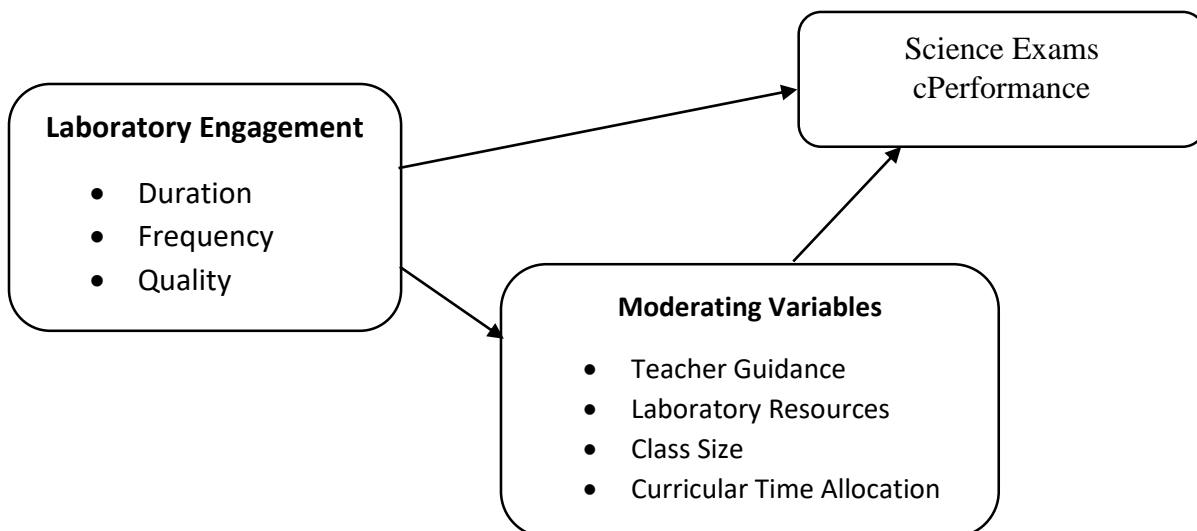 Science Exams
cPerformance
Laboratory Engagement
• Duration
• Frequency
• Quality
Moderating Variables
• Teacher Guidance
• Laboratory Resources
• Class Size
• Curricular Time Allocation